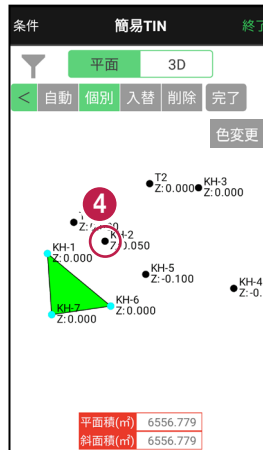 条件 簡易TIN 終了
平面 3D
< 自動 個別 入替 削除 完了
色変更
T2
Z:0.000
KH-3
Z:0.000
4
KH-2
Z:0.050
KH-1
Z:0.000
KH-5
Z:-0.100
KH-4
Z:-0.
KH-7
Z:0.000
KH-6
Z:0.000
平面積(㎡) 6556.779
斜面積(㎡) 6556.779